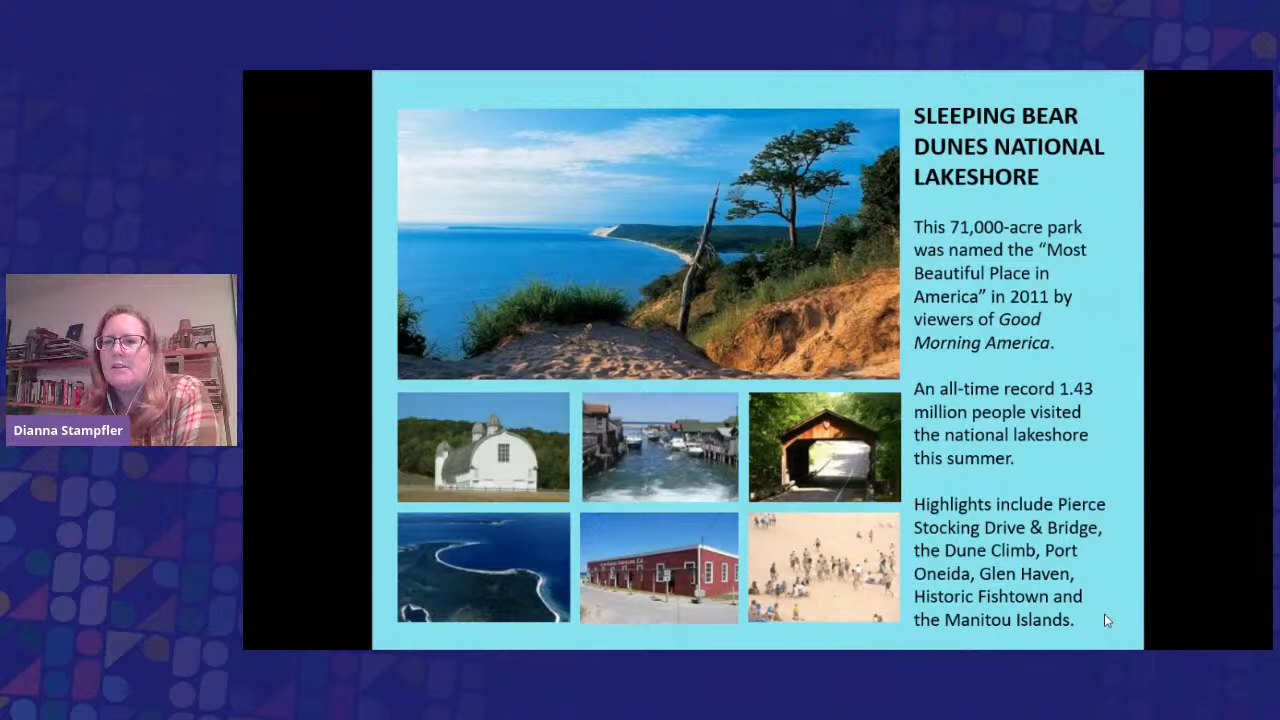 SLEEPING BEAR
DUNES NATIONAL
LAKESHORE
This 71,000-acre park
was named the “Most
Beautiful Place in
America” in 2011 by
viewers of Good
Morning America.
An all-time record 1.43
million people visited
the national lakeshore
this summer.
Highlights include Pierce
Stocking Drive & Bridge,
the Dune Climb, Port
Oneida, Glen Haven,
Historic Fishtown and
the Manitou Islands.
Dianna Stampfler